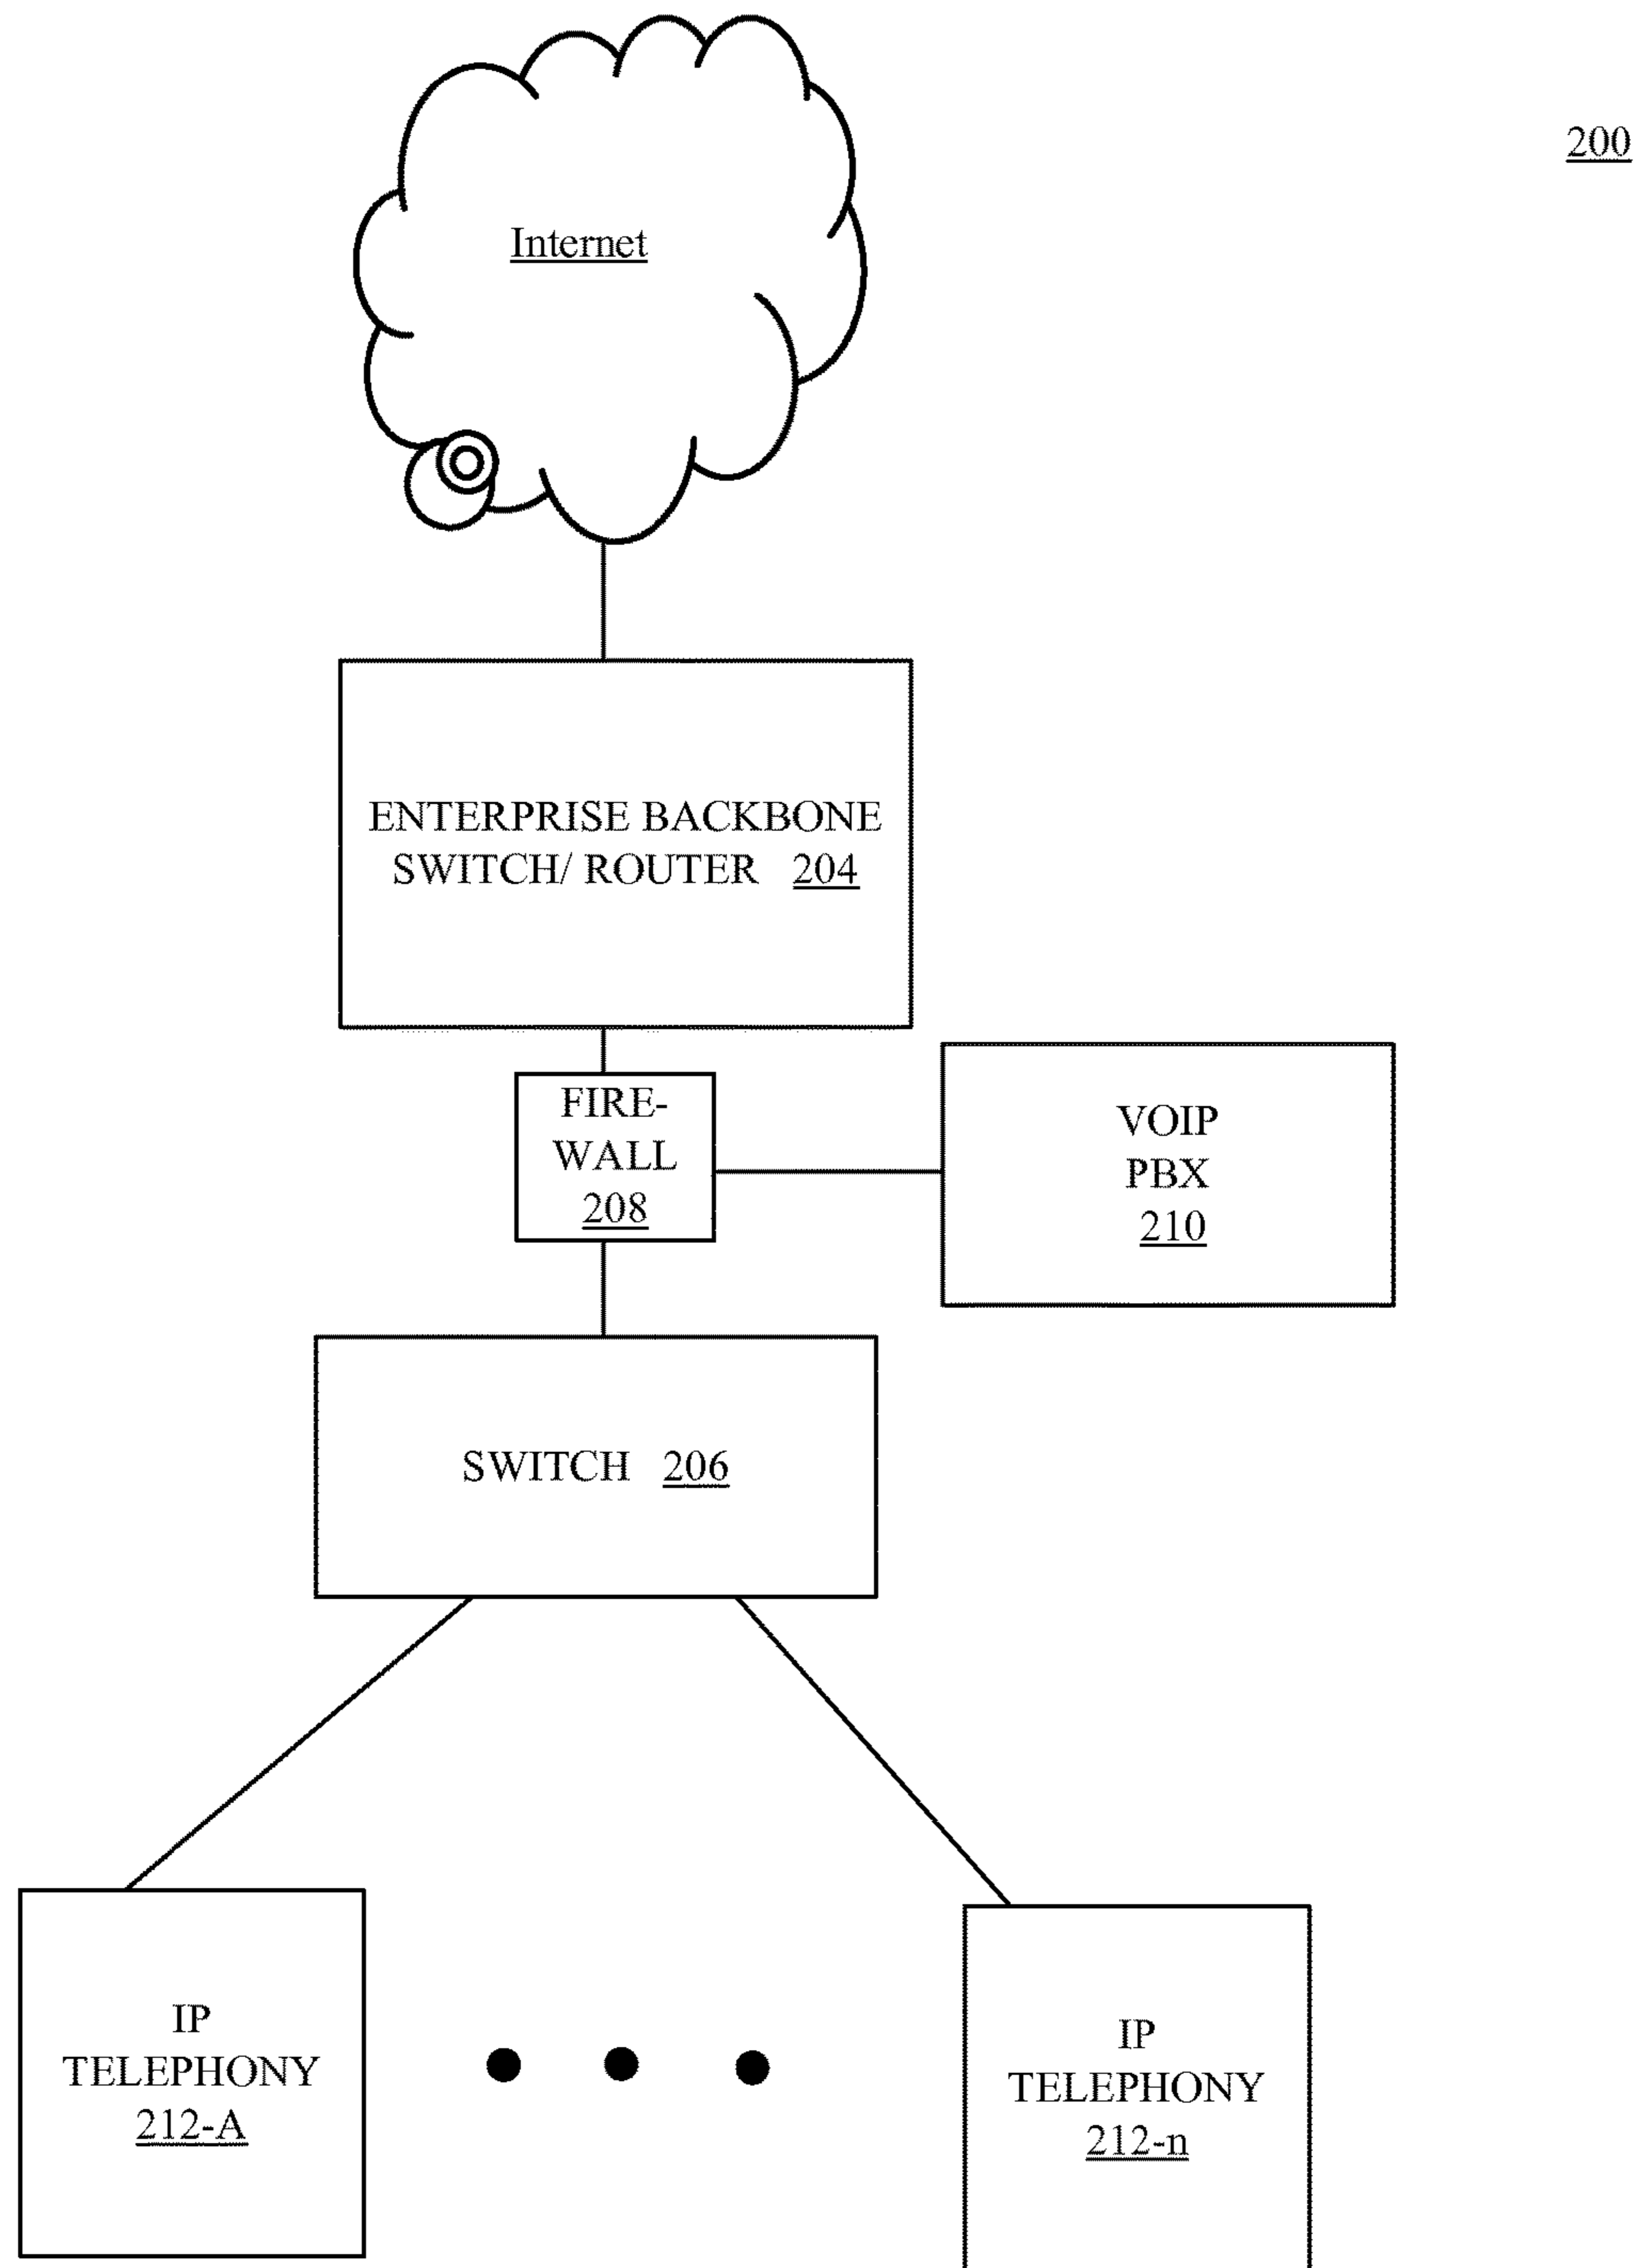 200
Internet
ENTERPRISE BACKBONE
SWITCH/ ROUTER 204
FIRE-
WALL
208
VOIP
PBX
210
SWITCH 206
IP
TELEPHONY
212-A
IP
TELEPHONY
212-n